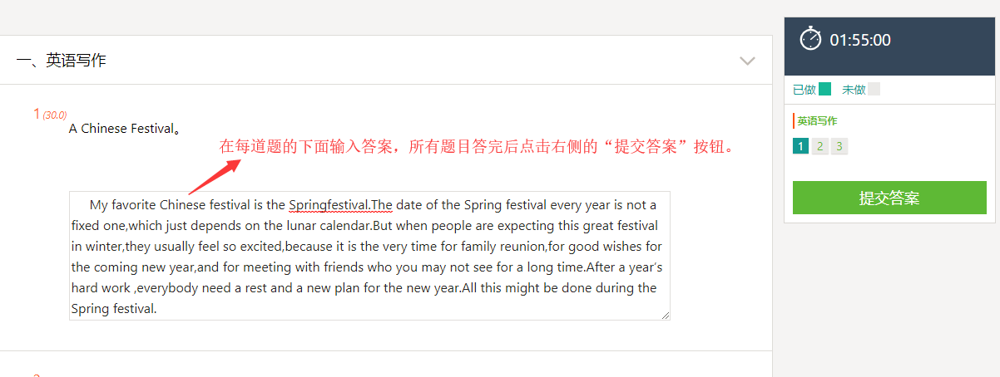 一、英语写作
1 (30.0)
A Chinese Festival。
在每道题的下面输入答案，所有题目答完后点击右侧的“提交答案”按钮。
My favorite Chinese festival is the Springfestival.The date of the Spring festival every year is not a
fixed one,which just depends on the lunar calendar.But when people are expecting this great festival
in winter,they usually feel so excited,because it is the very time for family reunion,for good wishes for
the coming new year,and for meeting with friends who you may not see for a long time.After a year's
hard work ,everybody need a rest and a new plan for the new year.All this might be done during the
Spring festival.
01:55:00
已做 未做
英语写作
1 2 3
提交答案